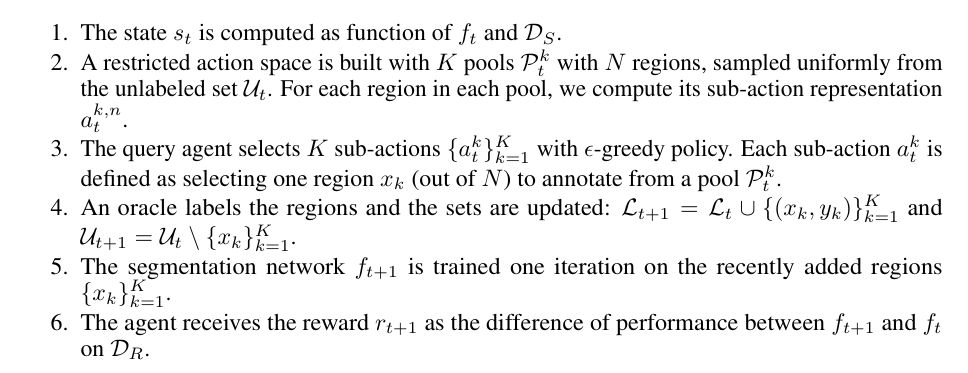 1. The state $s_t$ is computed as function of $f_t$ and $\mathcal{D}_S$.
2. A restricted action space is built with $K$ pools $\mathcal{P}_t^k$ with $N$ regions, sampled uniformly from
the unlabeled set $\mathcal{U}_t$. For each region in each pool, we compute its sub-action representation
$a_t^{k,n}$.
3. The query agent selects $K$ sub-actions $\{a_t^k\}_{k=1}^K$ with $\epsilon$-greedy policy. Each sub-action $a_t^k$ is
defined as selecting one region $x_k$ (out of $N$) to annotate from a pool $\mathcal{P}_t^k$.
4. An oracle labels the regions and the sets are updated: $\mathcal{L}_{t+1} = \mathcal{L}_t \cup \{(x_k, y_k)\}_{k=1}^K$ and
$\mathcal{U}_{t+1} = \mathcal{U}_t \setminus \{x_k\}_{k=1}^K$.
5. The segmentation network $f_{t+1}$ is trained one iteration on the recently added regions
$\{x_k\}_{k=1}^K$.
6. The agent receives the reward $r_{t+1}$ as the difference of performance between $f_{t+1}$ and $f_t$
on $\mathcal{D}_R$.